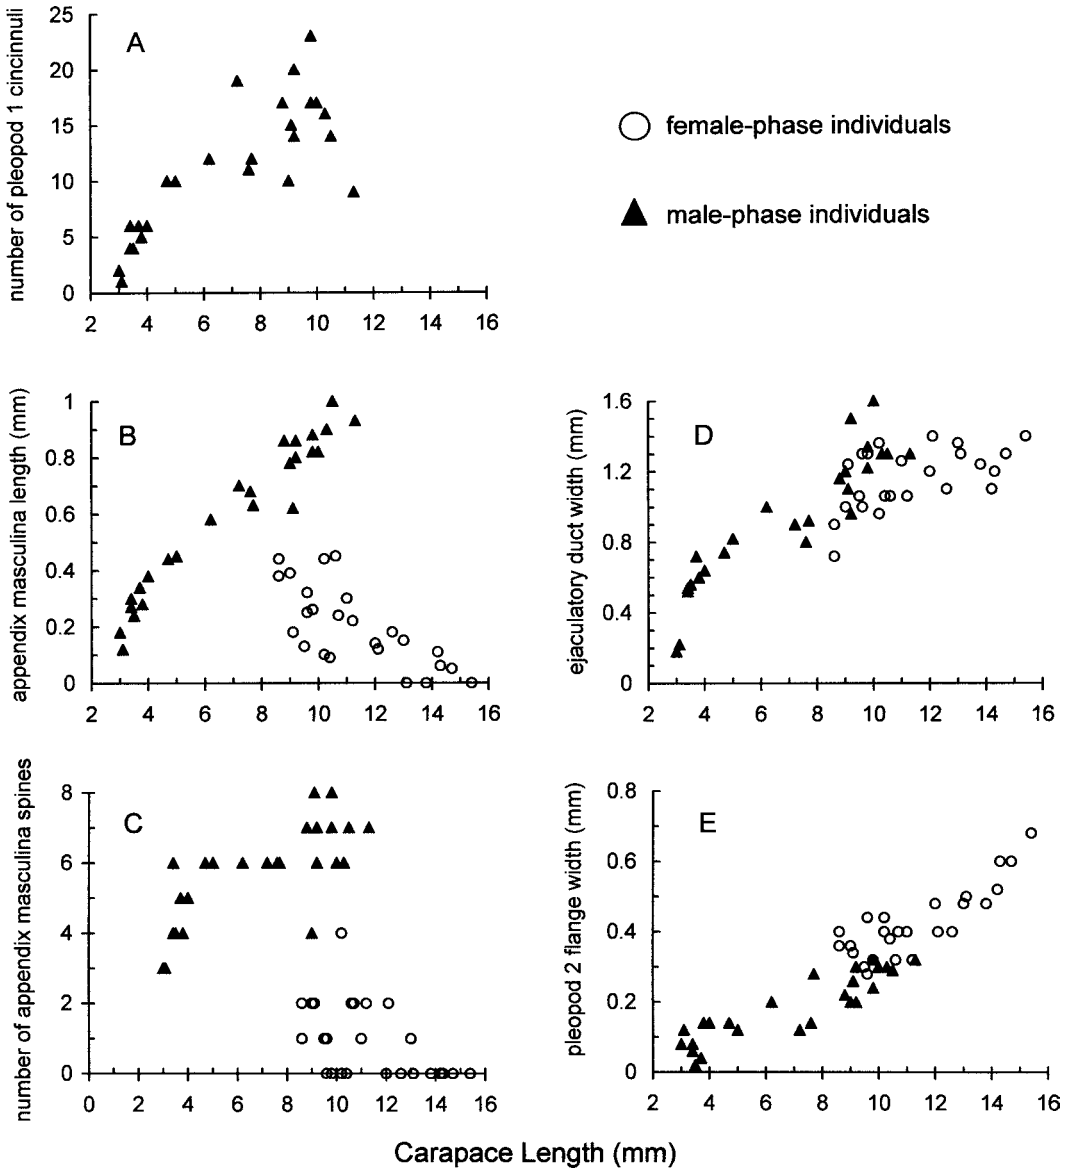 A
number of pleopod 1 cincinnuli
25
20
15
10
5
0
2 4 6 8 10 12 14 16
female-phase individuals
male-phase individuals
B
appendix masculina length (mm)
1
0.8
0.6
0.4
0.2
0
2 4 6 8 10 12 14 16
D
ejaculatory duct width (mm)
1.6
1.2
0.8
0.4
0
2 4 6 8 10 12 14 16
C
number of appendix masculina spines
8
6
4
2
0
0 2 4 6 8 10 12 14 16
E
pleopod 2 flange width (mm)
0.8
0.6
0.4
0.2
0
2 4 6 8 10 12 14 16
Carapace Length (mm)